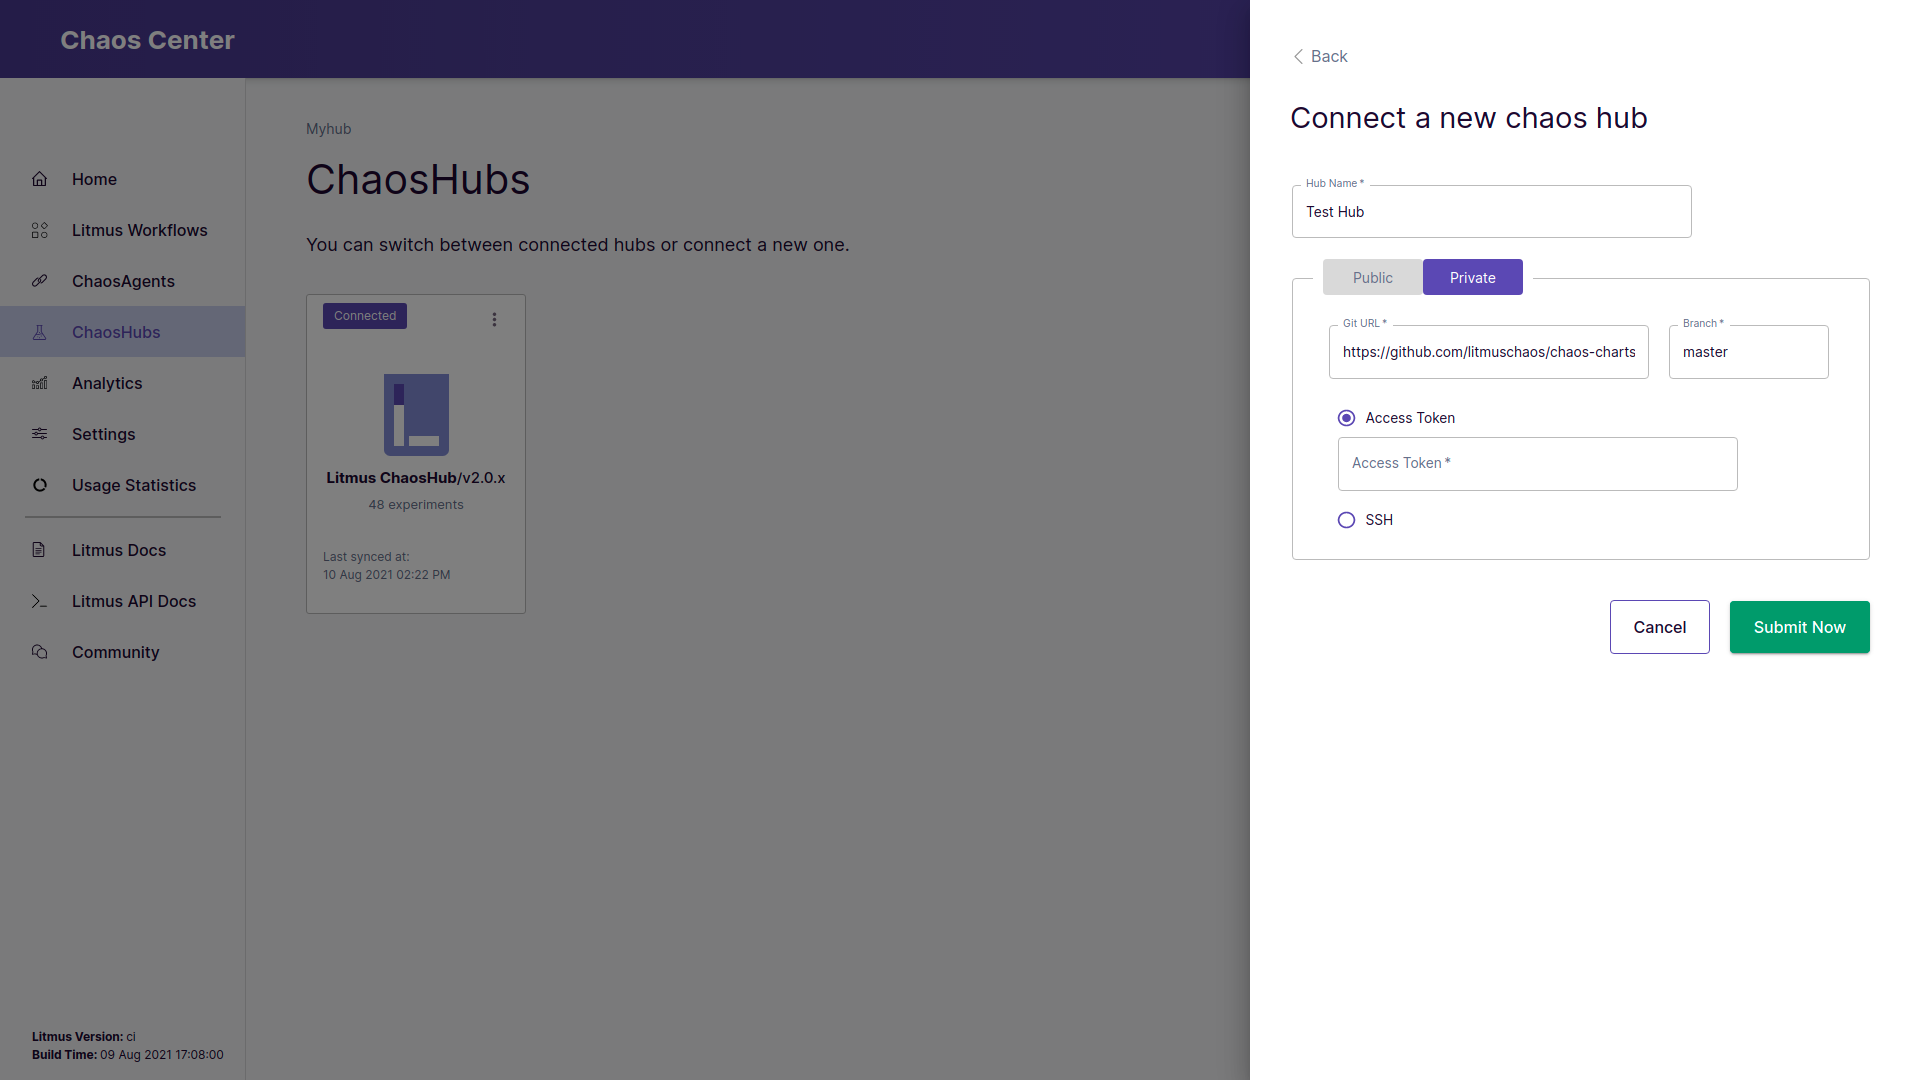 Chaos Center
Home
Litmus Workflows
ChaosAgents
ChaosHubs
Analytics
Settings
Usage Statistics
Litmus Docs
Litmus API Docs
Community
Litmus Version: ci
Build Time: 09 Aug 2021 17:08:00
Myhub
ChaosHubs
You can switch between connected hubs or connect a new one.
Connected
Litmus ChaosHub/v2.0.x
48 experiments
Last synced at:
10 Aug 2021 02:22 PM
Back
Connect a new chaos hub
Hub Name *
Test Hub
Public Private
Git URL * Branch *
https://github.com/litmuschaos/chaos-charts master
Access Token
Access Token *
SSH
Cancel Submit Now